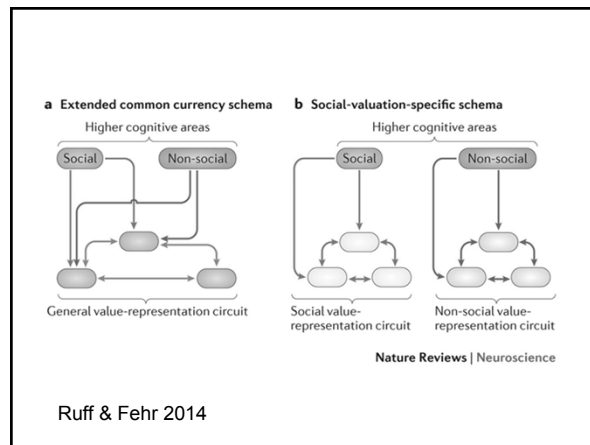 a Extended common currency schema
Higher cognitive areas
Social
Non-social
General value-representation circuit
b Social-valuation-specific schema
Higher cognitive areas
Social
Non-social
Social value-
representation circuit
Non-social value-
representation circuit
Nature Reviews | Neuroscience
Ruff & Fehr 2014